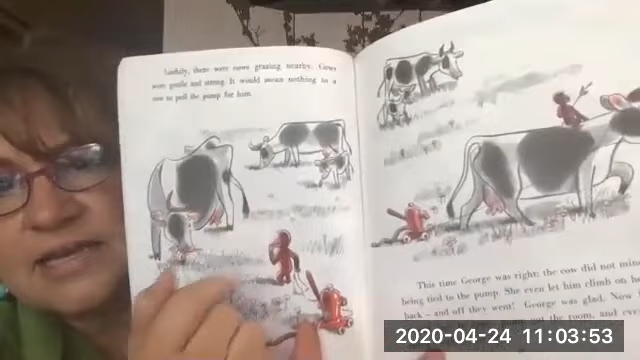 Luckily, there were cows grazing nearby. Cows
were gentle and strong. It would mean nothing to a
cow to pull the pump for him.
This time George was right: the cow did not mind
being tied to the pump. She even let him climb on her
back — and off they went! George was glad. Now
the room, and
2020-04-24 11:03:53